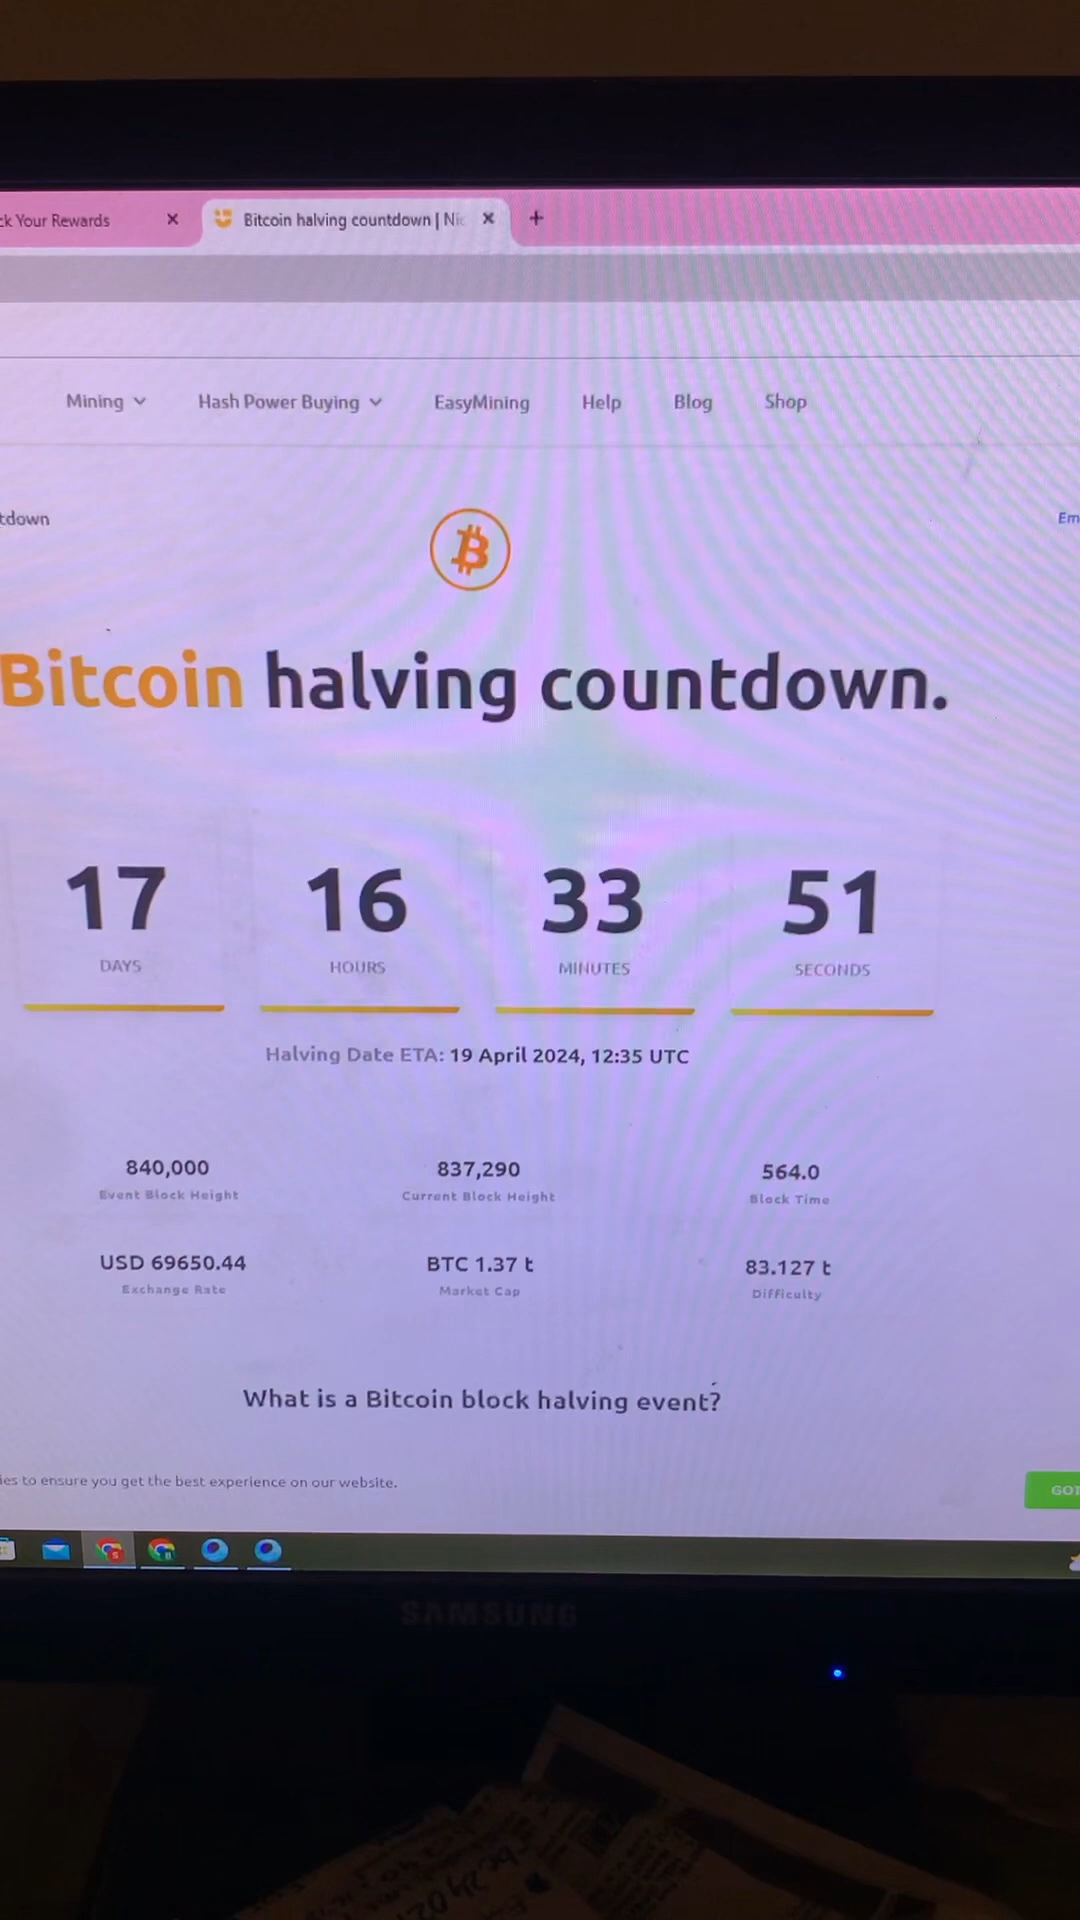 ck Your Rewards
Bitcoin halving countdown | Nic
Mining
Hash Power Buying
EasyMining
Help
Blog
Shop
tdown
Em
Bitcoin halving countdown.
17
16
33
51
DAYS
HOURS
MINUTES
SECONDS
Halving Date ETA: 19 April 2024, 12:35 UTC
840,000
837,290
564.0
Event Block Height
Current Block Height
Block Time
USD 69650.44
BTC 1.37 t
83.127 t
Exchange Rate
Market Cap
Difficulty
What is a Bitcoin block halving event?
ies to ensure you get the best experience on our website.
GOT
SAMSUNG